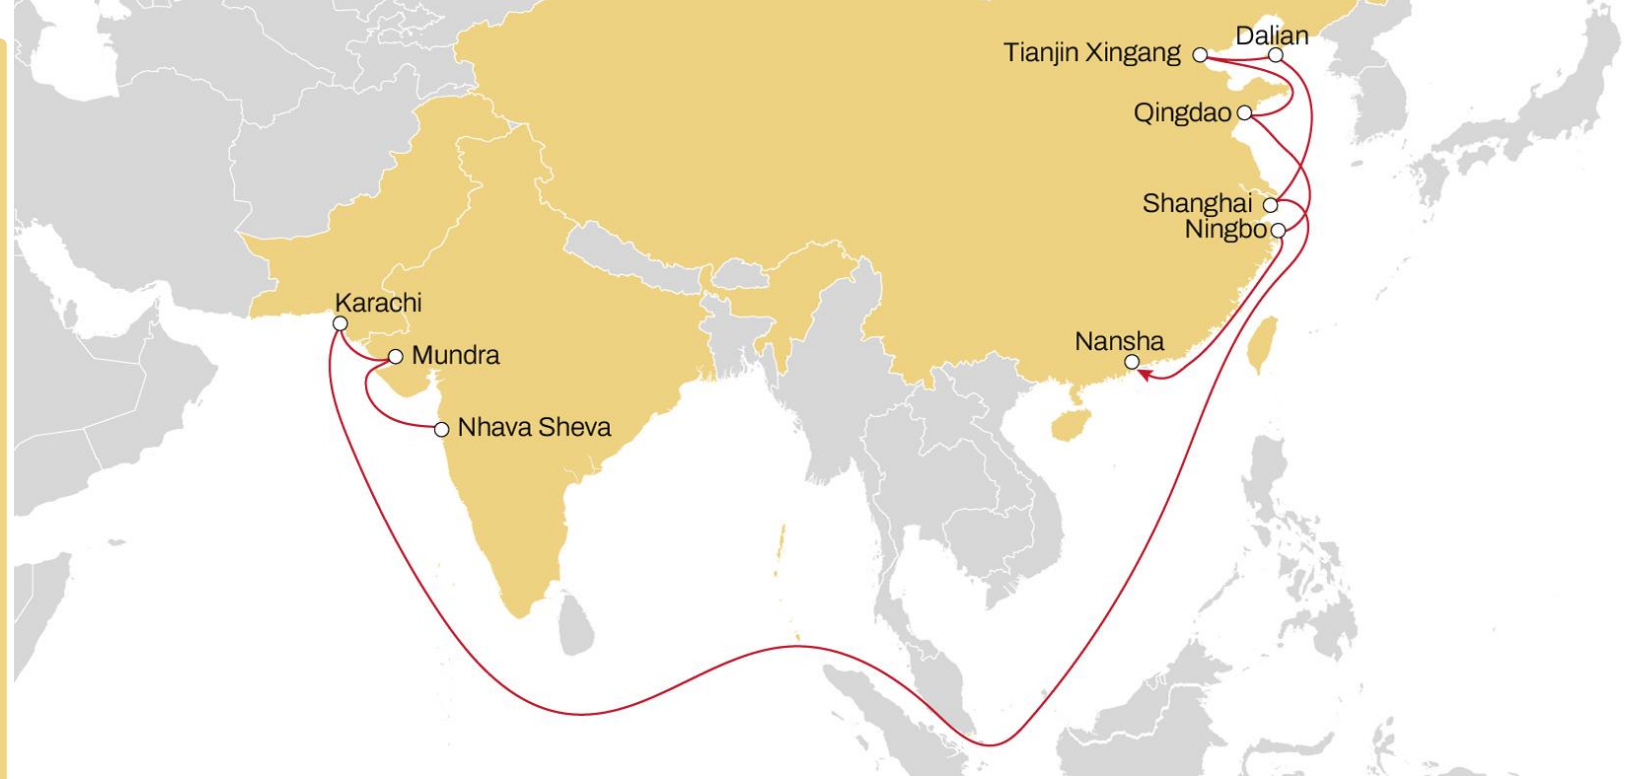 Dalian
Tianjin Xingang
Qingdao
Shanghai
Ningbo
Karachi
Nansha
Mundra
Nhava Sheva